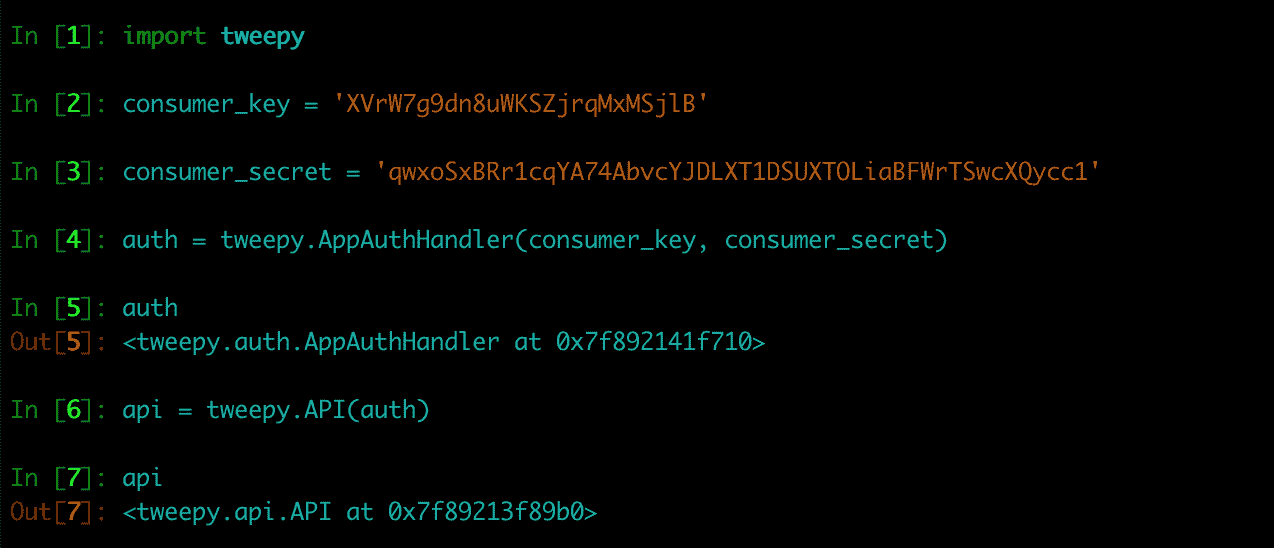 In [1]: import tweepy
In [2]: consumer_key = 'XVrW7g9dn8uWKSZjrqMxMSjlB'
In [3]: consumer_secret = 'qwxoSxBRr1cqYA74AbvcYJDLXT1DSUXTOLiaBFWrTSwcXQycc1'
In [4]: auth = tweepy.AppAuthHandler(consumer_key, consumer_secret)
In [5]: auth
Out[5]: <tweepy.auth.AppAuthHandler at 0x7f892141f710>
In [6]: api = tweepy.API(auth)
In [7]: api
Out[7]: <tweepy.api.API at 0x7f89213f89b0>